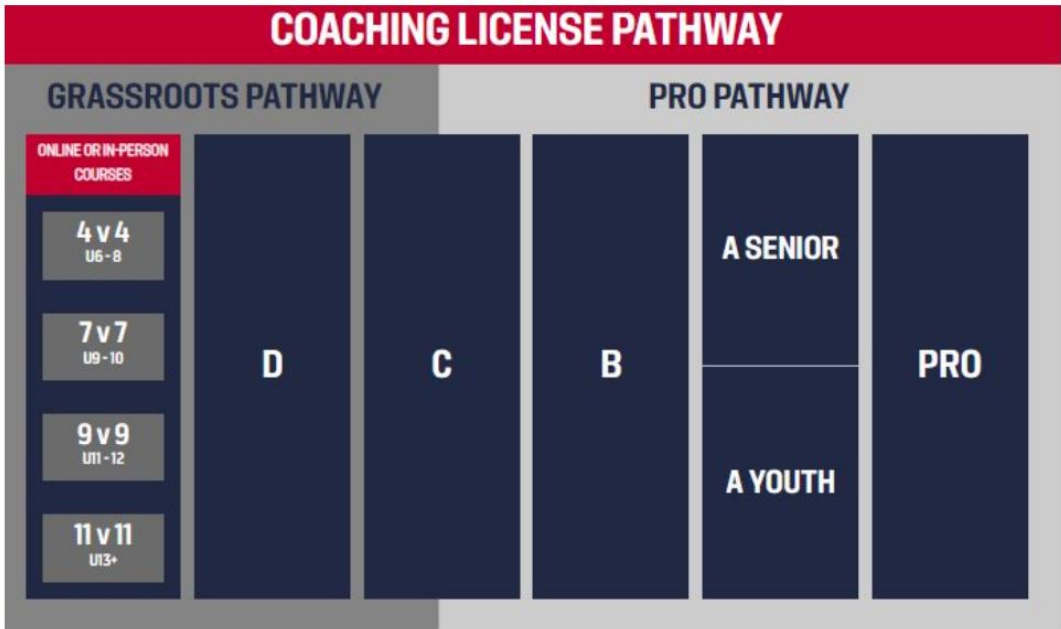 COACHING LICENSE PATHWAY
GRASSROOTS PATHWAY
PRO PATHWAY
ONLINE OR IN-PERSON
COURSES
4 v 4
U6 - 8
7 v 7
U9 - 10
9 v 9
U11 - 12
11 v 11
U13+
D
C
B
A SENIOR
A YOUTH
PRO